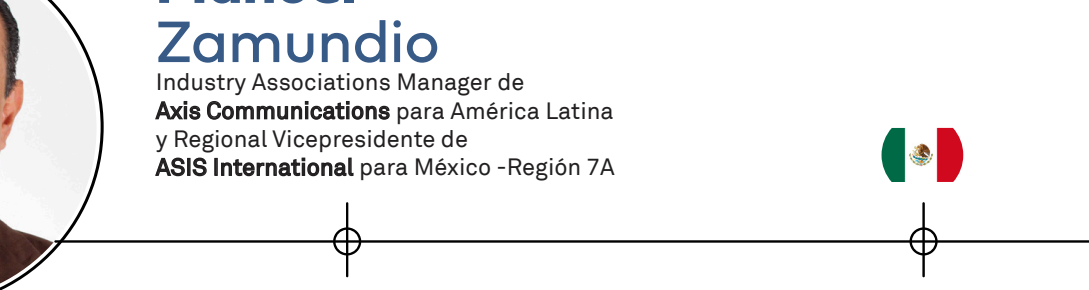 Zamundio
Industry Associations Manager de
Axis Communications para América Latina
y Regional Vicepresidente de
ASIS International para México -Región 7A